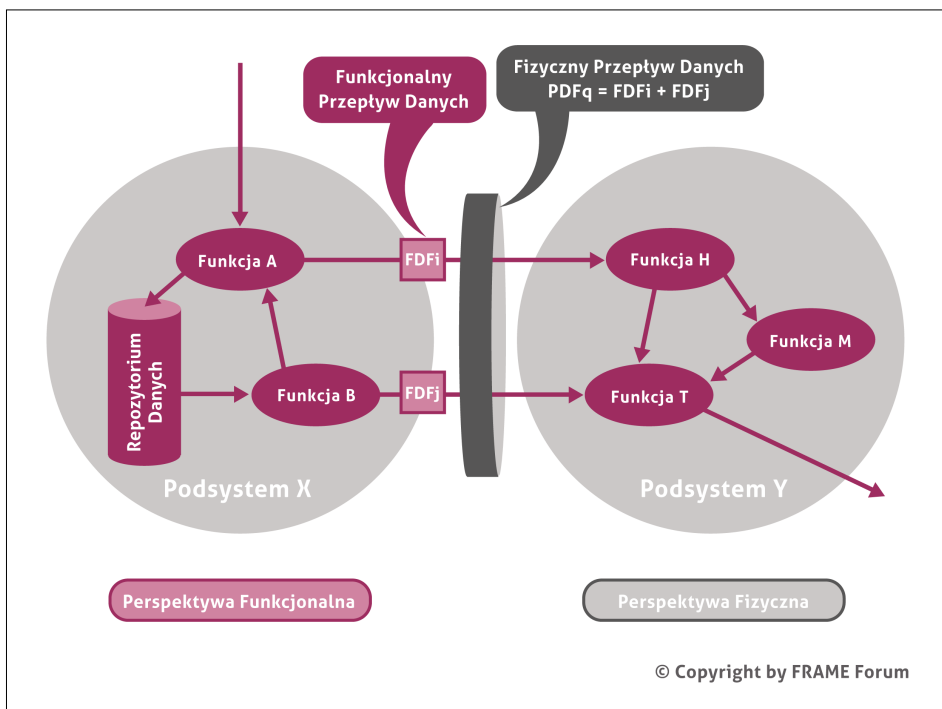 Funkcjonalny
Przepływ Danych
Fizyczny Przepływ Danych
PDFq = FDFi + FDFj
Funkcja A
FDFi
Funkcja H
Funkcja M
Repozytorium
Danych
Funkcja B
FDFj
Funkcja T
Podsystem X
Podsystem Y
Perspektywa Funkcjonalna
Perspektywa Fizyczna
© Copyright by FRAME Forum